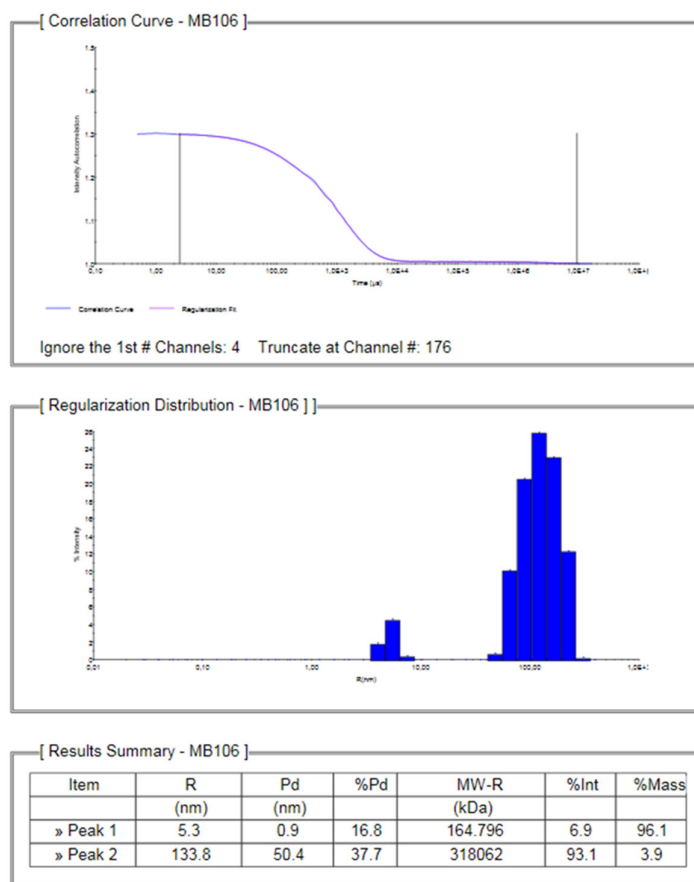 [ Correlation Curve - MB106 ]
Intensity Autocorrelation
1.5
1.4
1.3
1.2
1.1
1.0
0,10 1,00 10,00 100,00 1,0E+3 1,0E+4 1,0E+5 1,0E+6 1,0E+7
Time (µs)
Correlation Curve Regularization Fit
Ignore the 1st # Channels: 4 Truncate at Channel #: 176
[ Regularization Distribution - MB106 ] ]
% Intensity
26
24
22
20
18
16
14
12
10
8
6
4
2
0
0,01 0,10 1,00 10,00 100,00
R(nm)
[ Results Summary - MB106 ]
Item R Pd %Pd MW-R %Int %Mass
(nm) (nm) (kDa)
» Peak 1 5.3 0.9 16.8 164.796 6.9 96.1
» Peak 2 133.8 50.4 37.7 318062 93.1 3.9